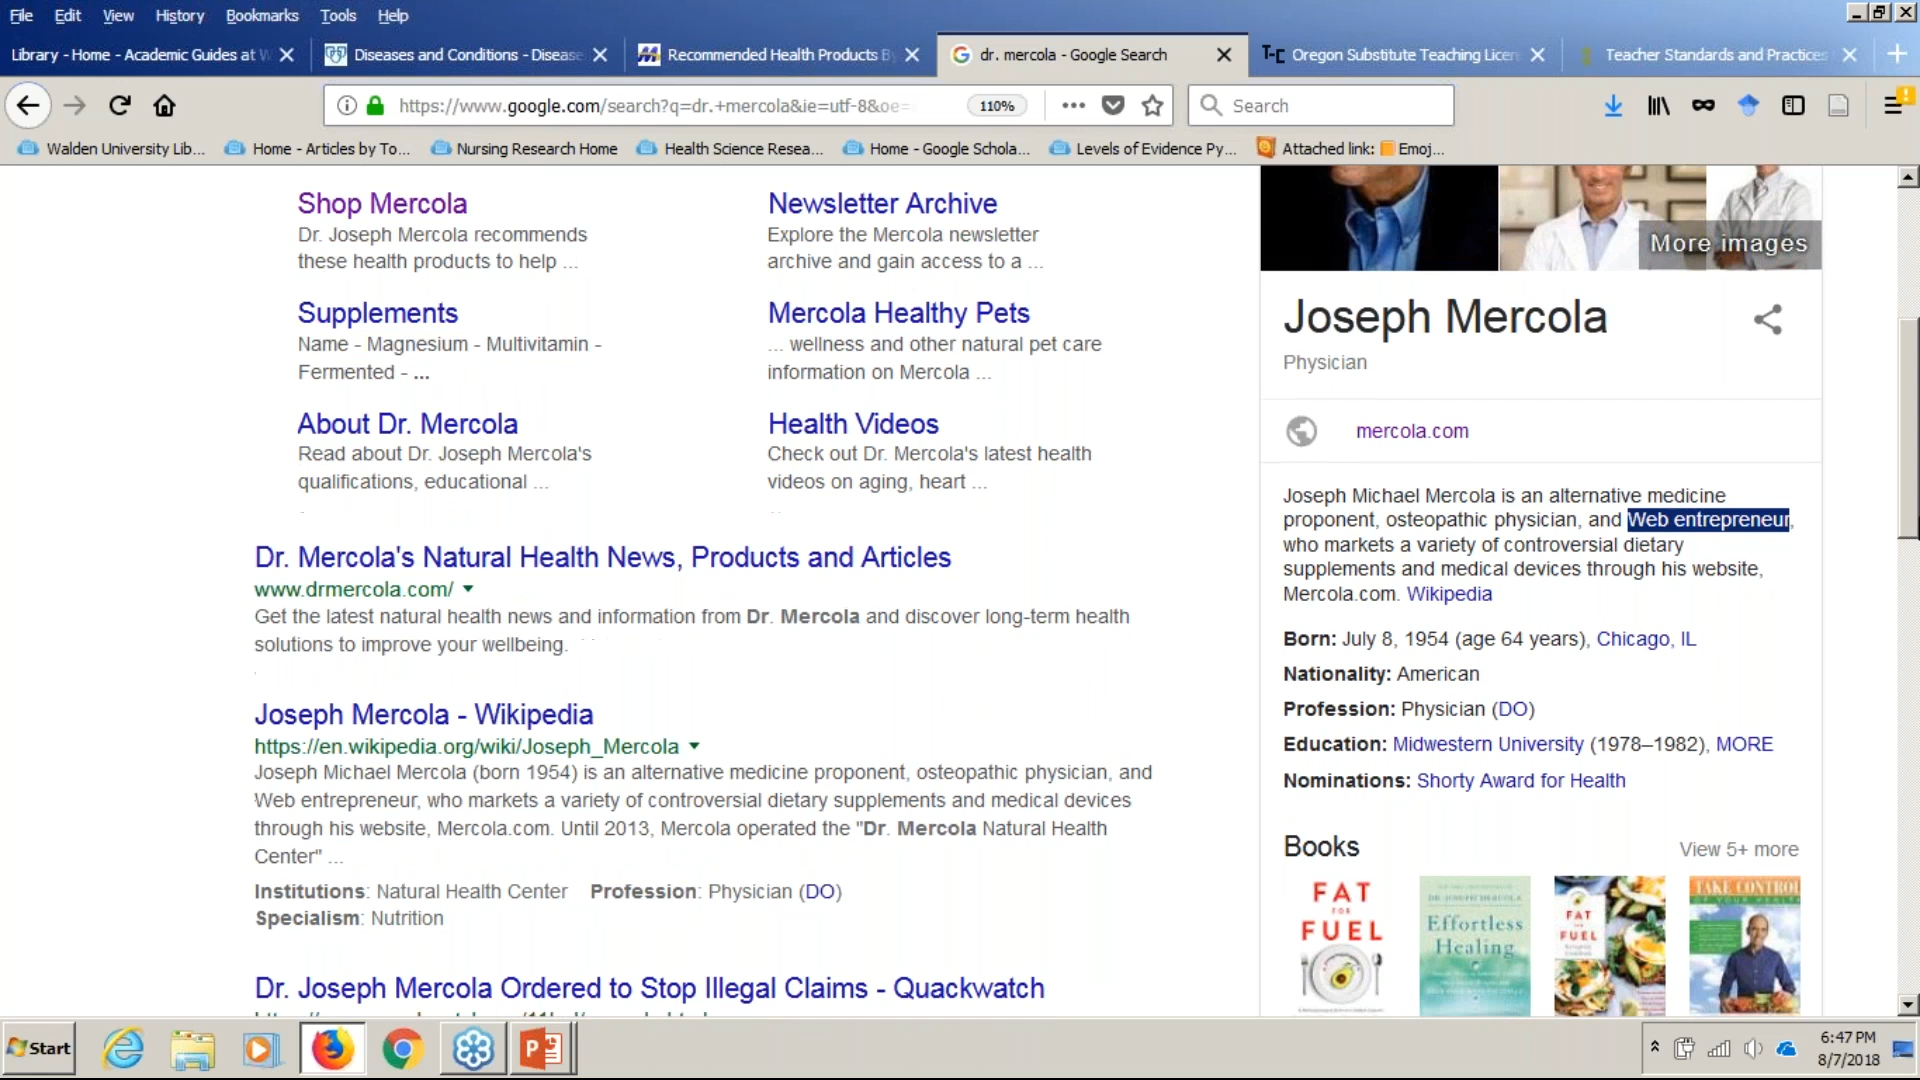 File Edit View History Bookmarks Tools Help
Library - Home - Academic Guides at W
Diseases and Conditions - Disease
Recommended Health Products B
dr. mercola - Google Search
Oregon Substitute Teaching Licen
Teacher Standards and Practices
https://www.google.com/search?q=dr.+mercola&ie=utf-8&oe=
110%
Search
Walden University Lib...
Home - Articles by To...
Nursing Research Home
Health Science Resea...
Home - Google Schola...
Levels of Evidence Py...
Attached link: Emoj...
Shop Mercola
Dr. Joseph Mercola recommends
these health products to help ...
Newsletter Archive
Explore the Mercola newsletter
archive and gain access to a ...
Supplements
Name - Magnesium - Multivitamin -
Fermented - ...
Mercola Healthy Pets
... wellness and other natural pet care
information on Mercola ...
About Dr. Mercola
Read about Dr. Joseph Mercola's
qualifications, educational ...
Health Videos
Check out Dr. Mercola's latest health
videos on aging, heart ...
Dr. Mercola's Natural Health News, Products and Articles
www.drmercola.com/
Get the latest natural health news and information from Dr. Mercola and discover long-term health
solutions to improve your wellbeing.
Joseph Mercola - Wikipedia
https://en.wikipedia.org/wiki/Joseph_Mercola
Joseph Michael Mercola (born 1954) is an alternative medicine proponent, osteopathic physician, and
Web entrepreneur, who markets a variety of controversial dietary supplements and medical devices
through his website, Mercola.com. Until 2013, Mercola operated the "Dr. Mercola Natural Health
Center" ...
Institutions: Natural Health Center Profession: Physician (DO)
Specialism: Nutrition
Dr. Joseph Mercola Ordered to Stop Illegal Claims - Quackwatch
More images
Joseph Mercola
Physician
mercola.com
Joseph Michael Mercola is an alternative medicine
proponent, osteopathic physician, and Web entrepreneur,
who markets a variety of controversial dietary
supplements and medical devices through his website,
Mercola.com. Wikipedia
Born: July 8, 1954 (age 64 years), Chicago, IL
Nationality: American
Profession: Physician (DO)
Education: Midwestern University (1978–1982), MORE
Nominations: Shorty Award for Health
Books
View 5+ more
FAT
FOR
FUEL
DR. JOSEPH MERCOLA
Effortless
Healing
FAT
FOR
FUEL
TAKE CONTROL
OF YOUR HEALTH
Start
6:47 PM
8/7/2018